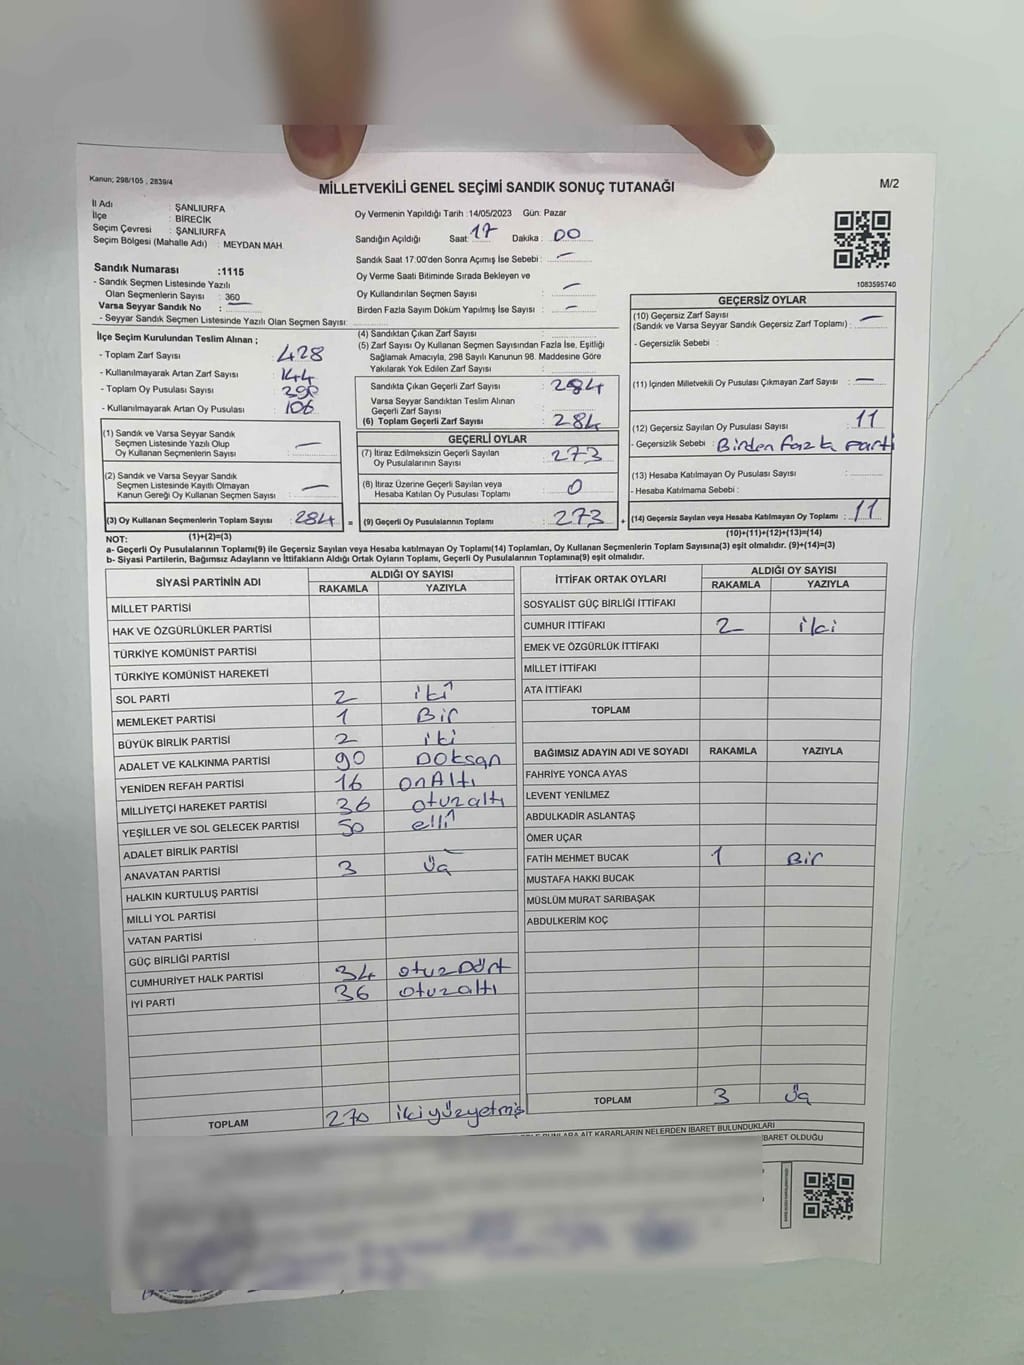 Kanun; 298/105 , 2839/4
MİLLETVEKİLİ GENEL SEÇİMİ SANDIK SONUÇ TUTANAĞI
M/2
İl Adı : ŞANLIURFA
İlçe : BİRECİK
Seçim Çevresi : ŞANLIURFA
Seçim Bölgesi (Mahalle Adı) : MEYDAN MAH
Sandık Numarası :1115
- Sandık Seçmen Listesinde Yazılı
Olan Seçmenlerin Sayısı : 360
Varsa Seyyar Sandık No :
- Seyyar Sandık Seçmen Listesinde Yazılı Olan Seçmen Sayısı:
Oy Vermenin Yapıldığı Tarih :14/05/2023 Gün: Pazar
Sandığın Açıldığı Saat: 17 Dakika : 00
Sandık Saat 17:00'den Sonra Açımış İse Sebebi : —
Oy Verme Saati Bitiminde Sırada Bekleyen ve
Oy Kullandırılan Seçmen Sayısı : —
Birden Fazla Sayım Döküm Yapılmış İse Sayısı : —
1083595740
İlçe Seçim Kurulundan Teslim Alınan ;
- Toplam Zarf Sayısı : 428
- Kullanılmayarak Artan Zarf Sayısı : 144
- Toplam Oy Pusulası Sayısı : 390
- Kullanılmayarak Artan Oy Pusulası : 106
(1) Sandık ve Varsa Seyyar Sandık
Seçmen Listesinde Yazılı Olup
Oy Kullanan Seçmenlerin Sayısı : —
(2) Sandık ve Varsa Seyyar Sandık
Seçmen Listesinde Kayıtlı Olmayan
Kanun Gereği Oy Kullanan Seçmen Sayısı : —
(3) Oy Kullanan Seçmenlerin Toplam Sayısı : 284
(4) Sandıktan Çıkan Zarf Sayısı :
(5) Zarf Sayısı Oy Kullanan Seçmen Sayısından Fazla İse, Eşitliği
Sağlamak Amacıyla, 298 Sayılı Kanunun 98. Maddesine Göre
Yakılarak Yok Edilen Zarf Sayısı :
Sandıkta Çıkan Geçerli Zarf Sayısı : 284
Varsa Seyyar Sandıktan Teslim Alınan
Geçerli Zarf Sayısı :
(6) Toplam Geçerli Zarf Sayısı : 284
GEÇERLİ OYLAR
(7) İtiraz Edilmeksizin Geçerli Sayılan
Oy Pusulalarının Sayısı : 273
(8) İtiraz Üzerine Geçerli Sayılan veya
Hesaba Katılan Oy Pusulası Toplamı : 0
= (9) Geçerli Oy Pusulalarının Toplamı : 273
GEÇERSİZ OYLAR
(10) Geçersiz Zarf Sayısı
(Sandık ve Varsa Seyyar Sandık Geçersiz Zarf Toplamı) : —
- Geçersizlik Sebebi :
(11) İçinden Milletvekili Oy Pusulası Çıkmayan Zarf Sayısı : —
(12) Geçersiz Sayılan Oy Pusulası Sayısı : 11
- Geçersizlik Sebebi : Birden fazla parti
(13) Hesaba Katılmayan Oy Pusulası Sayısı :
- Hesaba Katılmama Sebebi :
+ (14) Geçersiz Sayılan veya Hesaba Katılmayan Oy Toplamı : 11
NOT: (1)+(2)=(3) (10)+(11)+(12)+(13)=(14)
a- Geçerli Oy Pusulalarının Toplamı(9) ile Geçersiz Sayılan veya Hesaba katılmayan Oy Toplamı(14) Toplamları, Oy Kullanan Seçmenlerin Toplam Sayısına(3) eşit olmalıdır. (9)+(14)=(3)
b- Siyasi Partilerin, Bağımsız Adayların ve İttifakların Aldığı Ortak Oyların Toplamı, Geçerli Oy Pusulalarının Toplamına(9) eşit olmalıdır.
SİYASİ PARTİNİN ADI ALDIĞI OY SAYISI
RAKAMLA YAZIYLA
MİLLET PARTİSİ
HAK VE ÖZGÜRLÜKLER PARTİSİ
TÜRKİYE KOMÜNİST PARTİSİ
TÜRKİYE KOMÜNİST HAREKETİ
SOL PARTİ 2 iki
MEMLEKET PARTİSİ 1 Bir
BÜYÜK BİRLİK PARTİSİ 2 iki
ADALET VE KALKINMA PARTİSİ 90 Doksan
YENİDEN REFAH PARTİSİ 16 onAltı
MİLLİYETÇİ HAREKET PARTİSİ 36 otuzaltı
YEŞİLLER VE SOL GELECEK PARTİSİ 50 elli
ADALET BİRLİK PARTİSİ
ANAVATAN PARTİSİ 3 üç
HALKIN KURTULUŞ PARTİSİ
MİLLİ YOL PARTİSİ
VATAN PARTİSİ
GÜÇ BİRLİĞİ PARTİSİ
CUMHURİYET HALK PARTİSİ 34 otuzDört
İYİ PARTİ 36 otuzaltı
TOPLAM 270 ikiyüzyetmiş
İTTİFAK ORTAK OYLARI ALDIĞI OY SAYISI
RAKAMLA YAZIYLA
SOSYALİST GÜÇ BİRLİĞİ İTTİFAKI
CUMHUR İTTİFAKI 2 iki
EMEK VE ÖZGÜRLÜK İTTİFAKI
MİLLET İTTİFAKI
ATA İTTİFAKI
TOPLAM
BAĞIMSIZ ADAYIN ADI VE SOYADI RAKAMLA YAZIYLA
FAHRİYE YONCA AYAS
LEVENT YENİLMEZ
ABDULKADİR ASLANTAŞ
ÖMER UÇAR
FATİH MEHMET BUCAK 1 Bir
MUSTAFA HAKKI BUCAK
MÜSLÜM MURAT SARIBAŞAK
ABDULKERİM KOÇ
TOPLAM 3 üç
AİT KARARLARIN NELERDEN İBARET BULUNDUKLARI
İBARET OLDUĞU